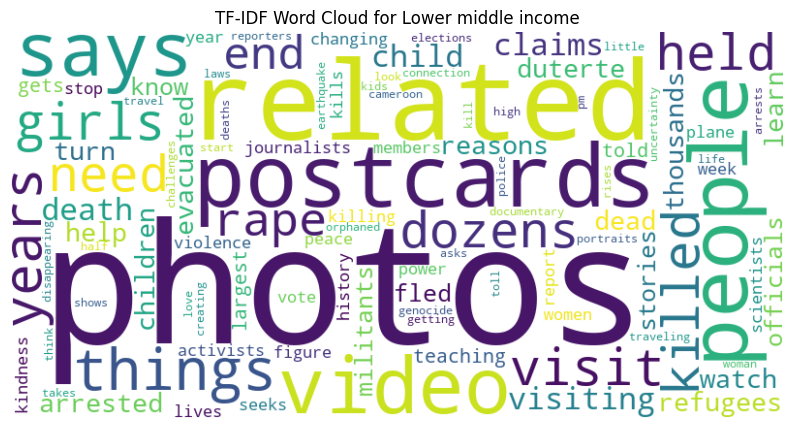 TF-IDF Word Cloud for Lower middle income
says
year
reporters
changing
elections
claims
little
held
gets
stop
know
laws
end
look
child
duterte
travel
kids
connection
cameroon
girls
deaths
earthquake
kills
related
high
kill
pm
uncertainty
arrests
learn
plane
turn
evacuated
start
journalists
members
reasons
told
thousands
life
week
need
challenges
postcards
police
rises
people
years
death
children
rape
killing
documentary
dozens
dead
portraits
help
half
violence
orphaned
peace
asks
women
report
stories
killed
officials
scientists
disappearing
photos
shows
love
creating
largest
vote
history
militants
power
fled
genocide
getting
toll
traveling
think
things
activists
figure
teaching
visit
woman
kindness
takes
arrested
lives
seeks
video
visiting
watch
refugees